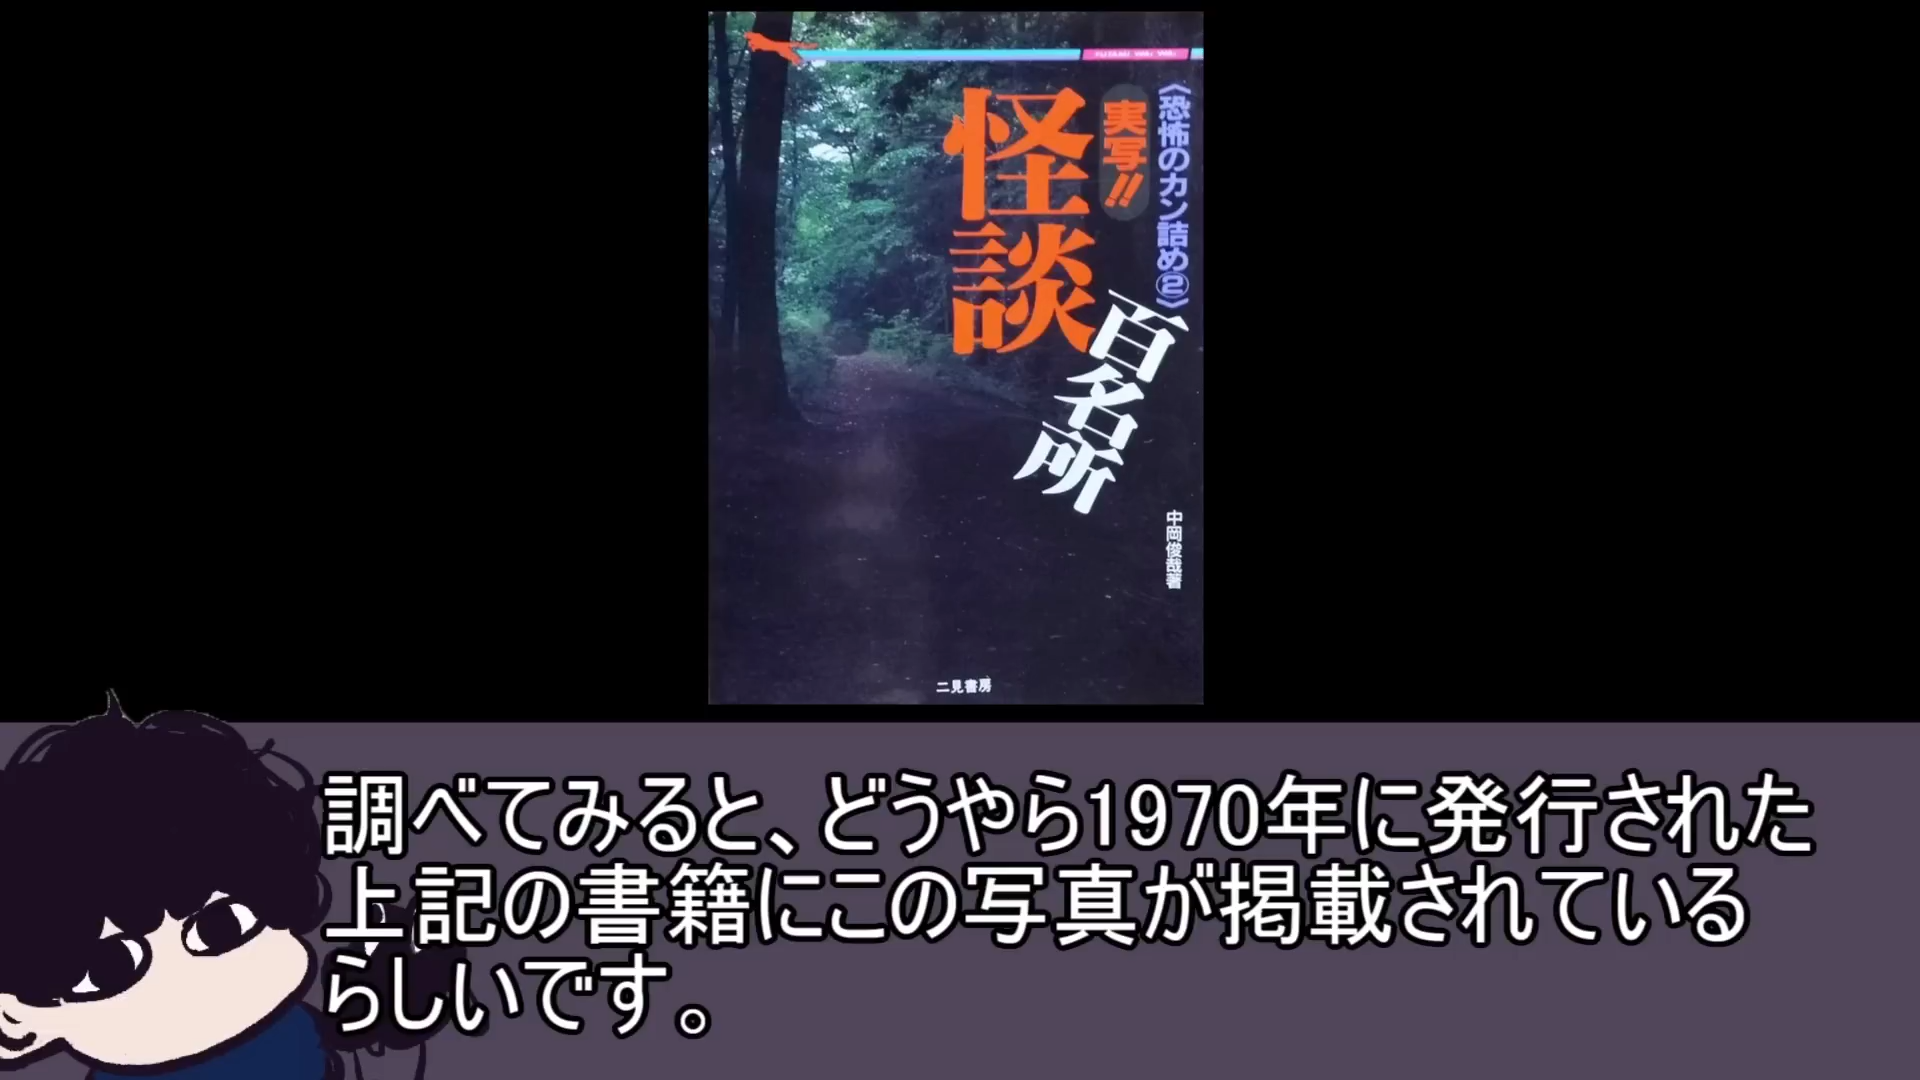 〈恐怖のカン詰め②〉
実写!!
怪談
百名所
中岡俊哉著
二見書房
調べてみると、どうやら1970年に発行された
上記の書籍にこの写真が掲載されている
らしいです。